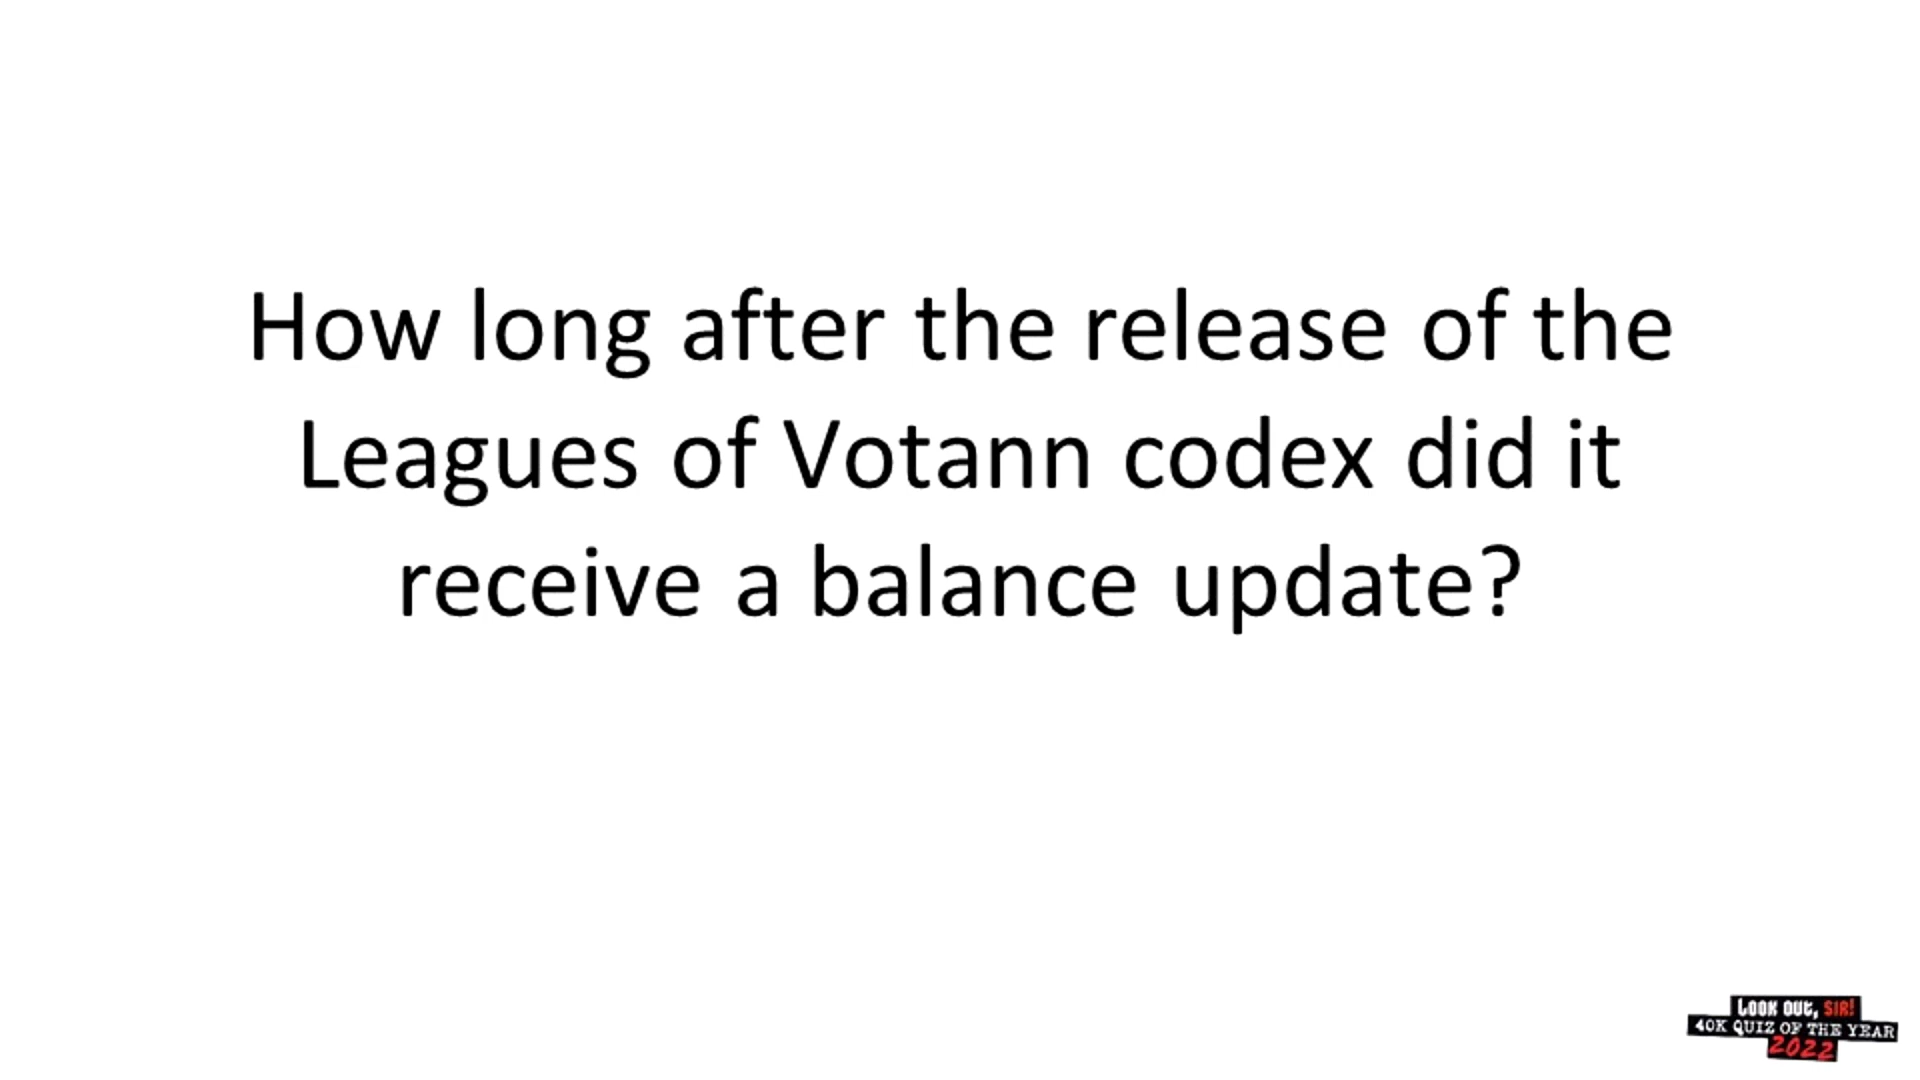 How long after the release of the
Leagues of Votann codex did it
receive a balance update?
LOOK OUT, SIR!
40K QUIZ OF THE YEAR
2022